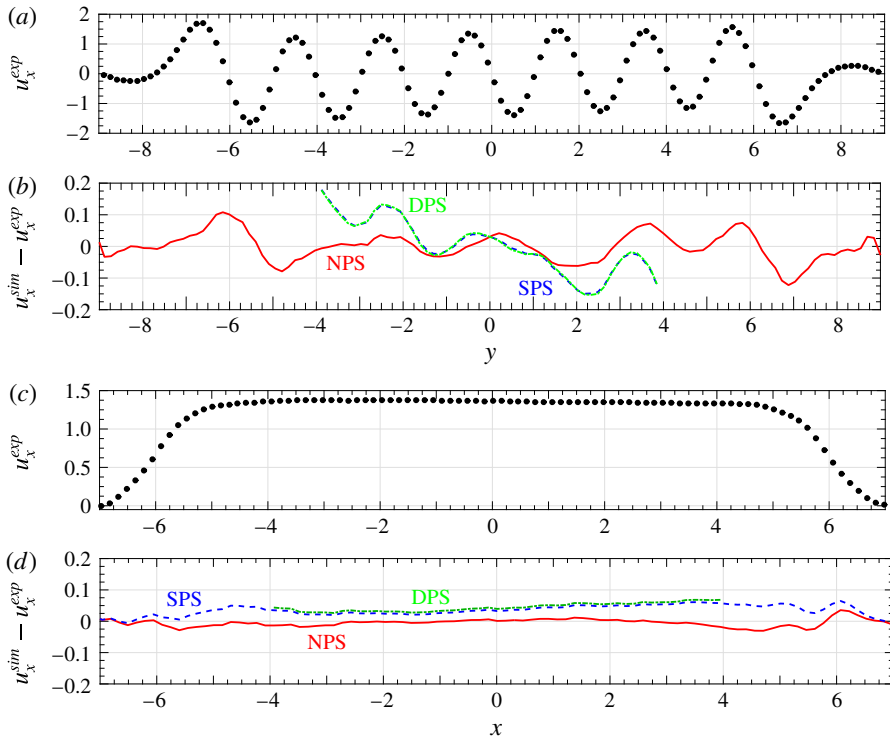 (a)
2
1
0
−1
−2
u_x^{exp}
−8 −6 −4 −2 0 2 4 6 8
(b)
0.2
0.1
0
−0.1
−0.2
u_x^{sim} − u_x^{exp}
DPS
NPS
SPS
−8 −6 −4 −2 0 2 4 6 8
y
(c)
1.5
1.0
0.5
0
u_x^{exp}
−6 −4 −2 0 2 4 6
(d)
0.2
0.1
0
−0.1
−0.2
u_x^{sim} − u_x^{exp}
SPS
DPS
NPS
−6 −4 −2 0 2 4 6
x